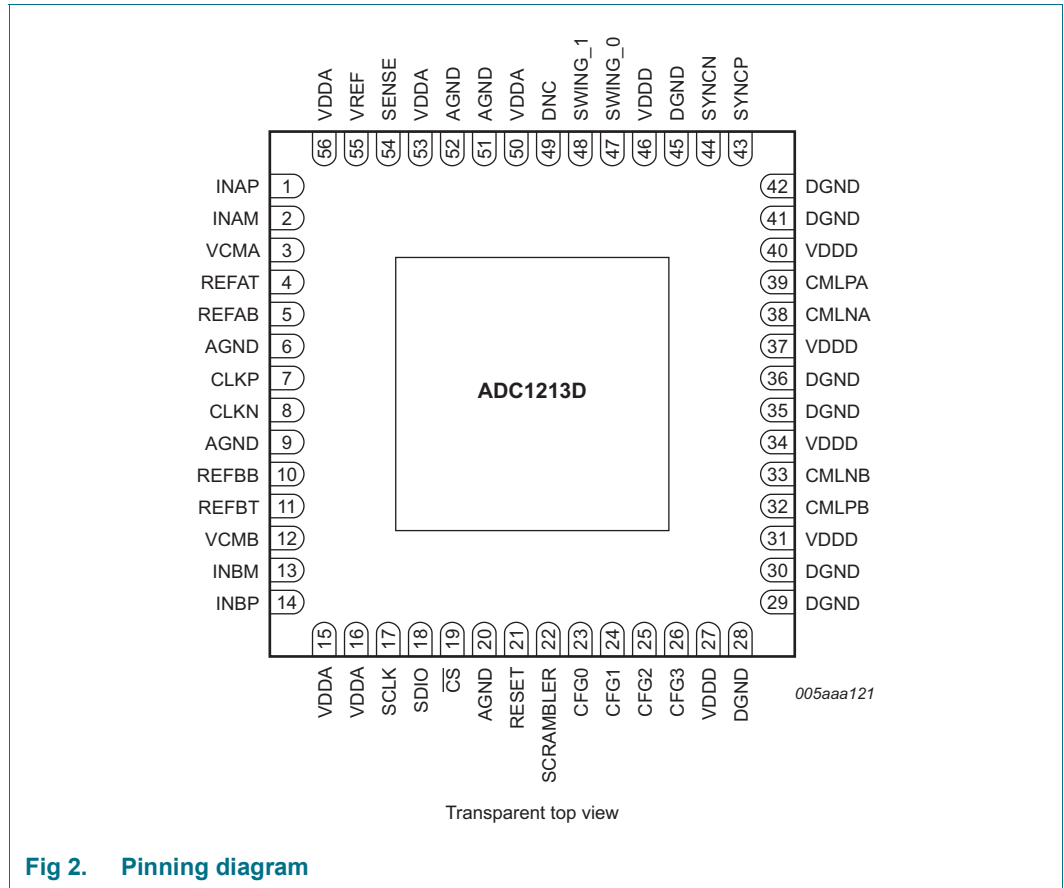 VDDA
VREF
SENSE
VDDA
AGND
AGND
VDDA
DNC
SWING_1
SWING_0
VDDD
DGND
SYNCN
SYNCP
56
55
54
53
52
51
50
49
48
47
46
45
44
43
INAP 1
INAM 2
VCMA 3
REFAT 4
REFAB 5
AGND 6
CLKP 7
CLKN 8
AGND 9
REFBB 10
REFBT 11
VCMB 12
INBM 13
INBP 14
ADC1213D
42 DGND
41 DGND
40 VDDD
39 CMLPA
38 CMLNA
37 VDDD
36 DGND
35 DGND
34 VDDD
33 CMLNB
32 CMLPB
31 VDDD
30 DGND
29 DGND
15
16
17
18
19
20
21
22
23
24
25
26
27
28
VDDA
VDDA
SCLK
SDIO
CS
AGND
RESET
SCRAMBLER
CFG0
CFG1
CFG2
CFG3
VDDD
DGND
005aaa121
Transparent top view
Fig 2. Pinning diagram